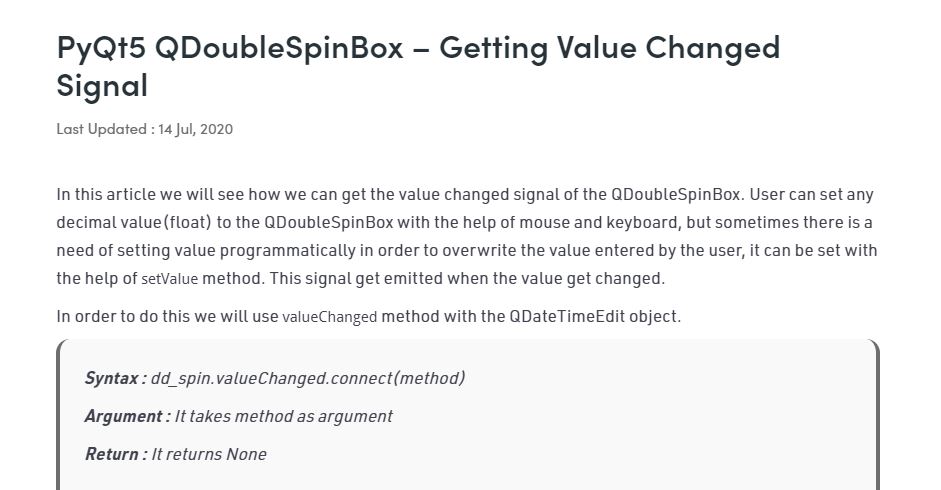 PyQt5 QDoubleSpinBox – Getting Value Changed
Signal
Last Updated : 14 Jul, 2020
In this article we will see how we can get the value changed signal of the QDoubleSpinBox. User can set any
decimal value(float) to the QDoubleSpinBox with the help of mouse and keyboard, but sometimes there is a
need of setting value programmatically in order to overwrite the value entered by the user, it can be set with
the help of setValue method. This signal get emitted when the value get changed.
In order to do this we will use valueChanged method with the QDateTimeEdit object.
Syntax : dd_spin.valueChanged.connect(method)
Argument : It takes method as argument
Return : It returns None